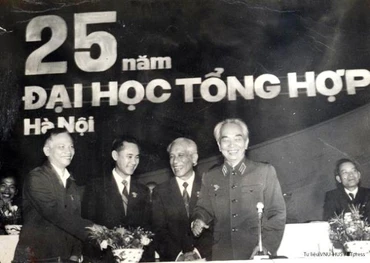 25 năm
ĐẠI HỌC TỔNG HỢP
Hà Nội